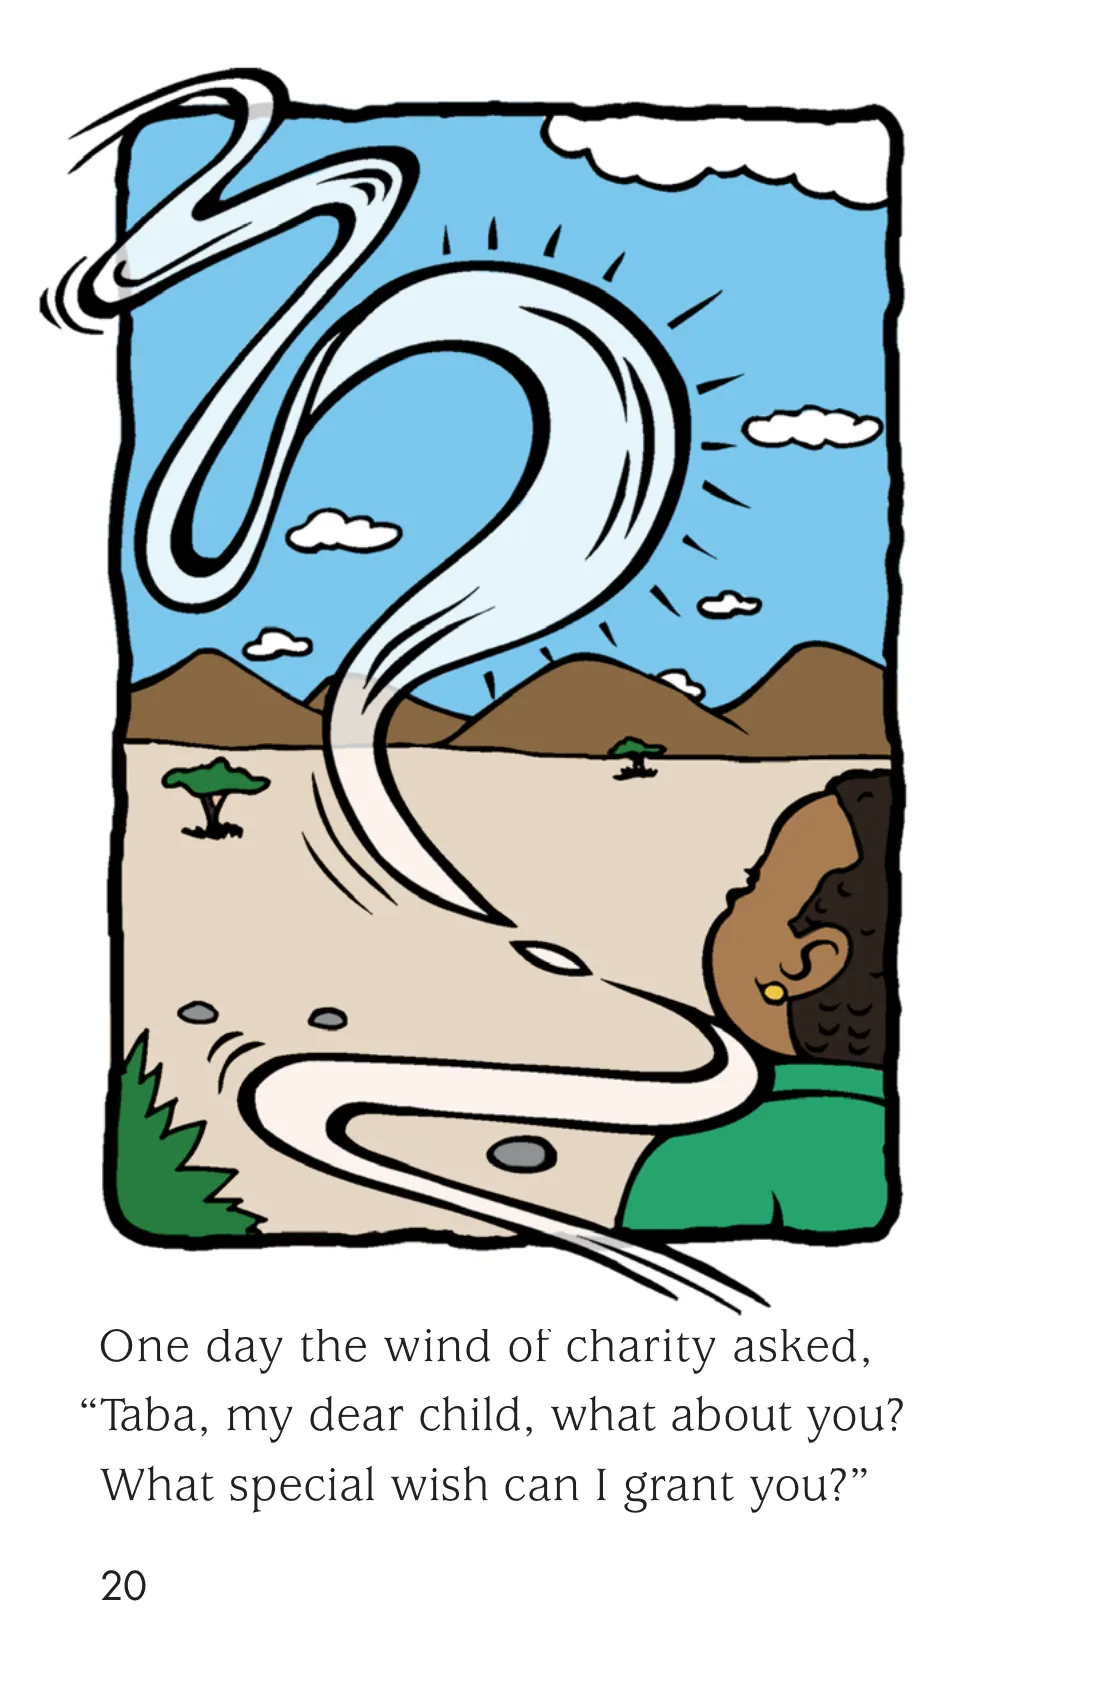 One day the wind of charity asked,
“Taba, my dear child, what about you?
What special wish can I grant you?”
20